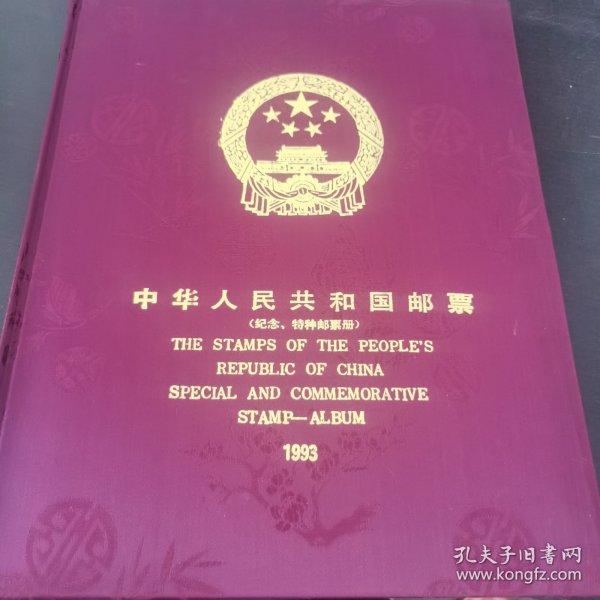 中华人民共和国邮票
（纪念、特种邮票册）
THE STAMPS OF THE PEOPLE'S
REPUBLIC OF CHINA
SPECIAL AND COMMEMORATIVE
STAMP—ALBUM
1993
孔夫子旧书网
www.kongfz.com